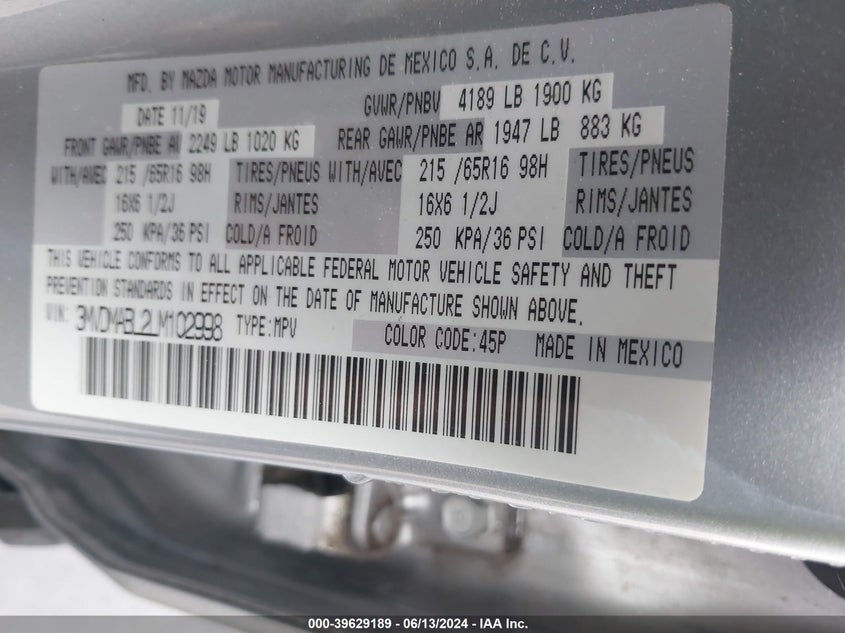 MFD. BY MAZDA MOTOR MANUFACTURING DE MEXICO S.A. DE C.V.
DATE 11/19 GVWR/PNBV 4189 LB 1900 KG
FRONT GAWR/PNBE AV 2249 LB 1020 KG REAR GAWR/PNBE AR 1947 LB 883 KG
WITH/AVEC 215 /65R16 98H TIRES/PNEUS WITH/AVEC 215 /65R16 98H TIRES/PNEUS
16X6 1/2J RIMS/JANTES 16X6 1/2J RIMS/JANTES
250 KPA/36 PSI COLD/A FROID 250 KPA/36 PSI COLD/A FROID
THIS VEHICLE CONFORMS TO ALL APPLICABLE FEDERAL MOTOR VEHICLE SAFETY AND THEFT
PREVENTION STANDARDS IN EFFECT ON THE DATE OF MANUFACTURE SHOWN ABOVE.
VIN: 3MVDMABL2LM102998 TYPE:MPV COLOR CODE:45P MADE IN MEXICO
000-39629189 - 06/13/2024 - IAA Inc.